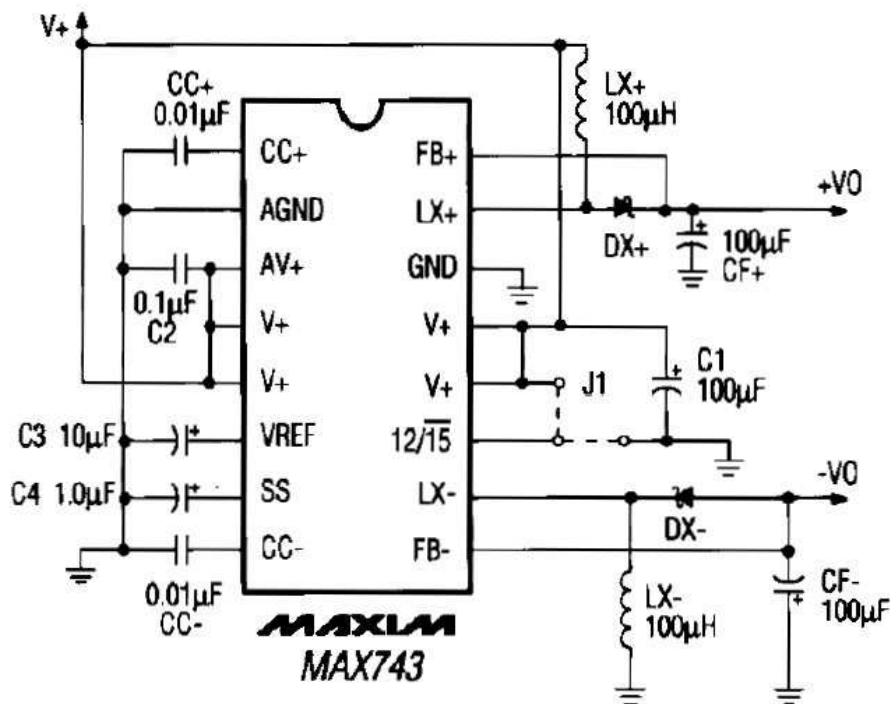 V+
CC+
0.01µF
LX+
100µH
CC+
FB+
AGND
LX+
+VO
DX+
100µF
CF+
AV+
GND
0.1µF
C2
V+
V+
V+
V+
J1
C1
100µF
C3 10µF
VREF
12/1̅5̅
C4 1.0µF
SS
LX-
-VO
DX-
CC-
FB-
0.01µF
CC-
LX-
100µH
CF-
100µF
MAXIM
MAX743